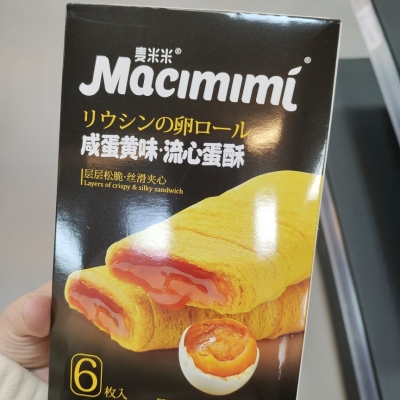 麦米米®
Macimimi®
リウシンの卵ロール
咸蛋黄味·流心蛋酥
层层松脆·丝滑夹心
Layers of crispy & silky sandwich
6枚入